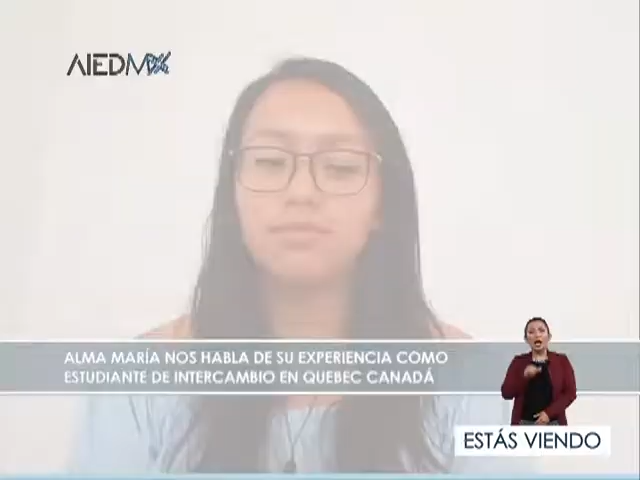 AIEDMX
ALMA MARÍA NOS HABLA DE SU EXPERIENCIA COMO
ESTUDIANTE DE INTERCAMBIO EN QUEBEC CANADÁ
ESTÁS VIENDO